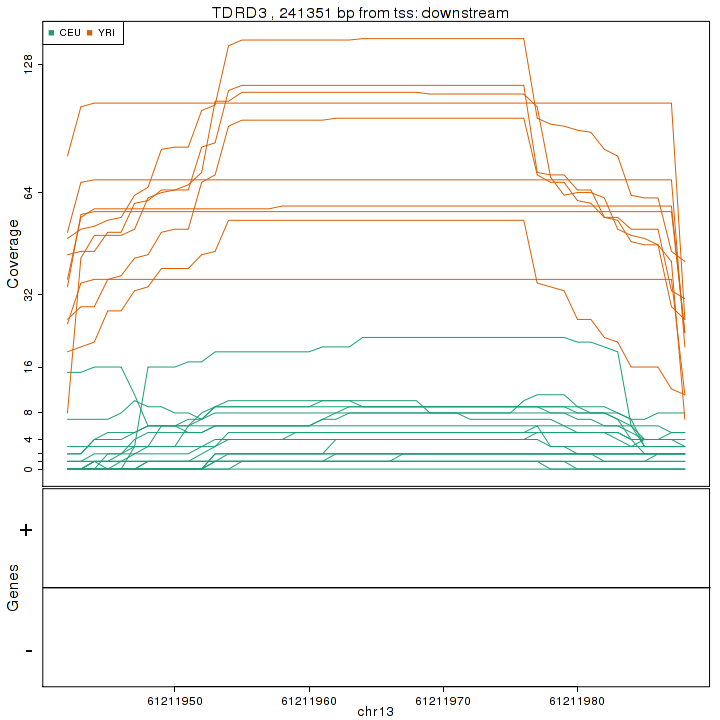 TDRD3 , 241351 bp from tss: downstream
CEU YRI
128
64
32
16
8
4
0
Coverage
+
-
Genes
61211950 61211960 61211970 61211980
chr13